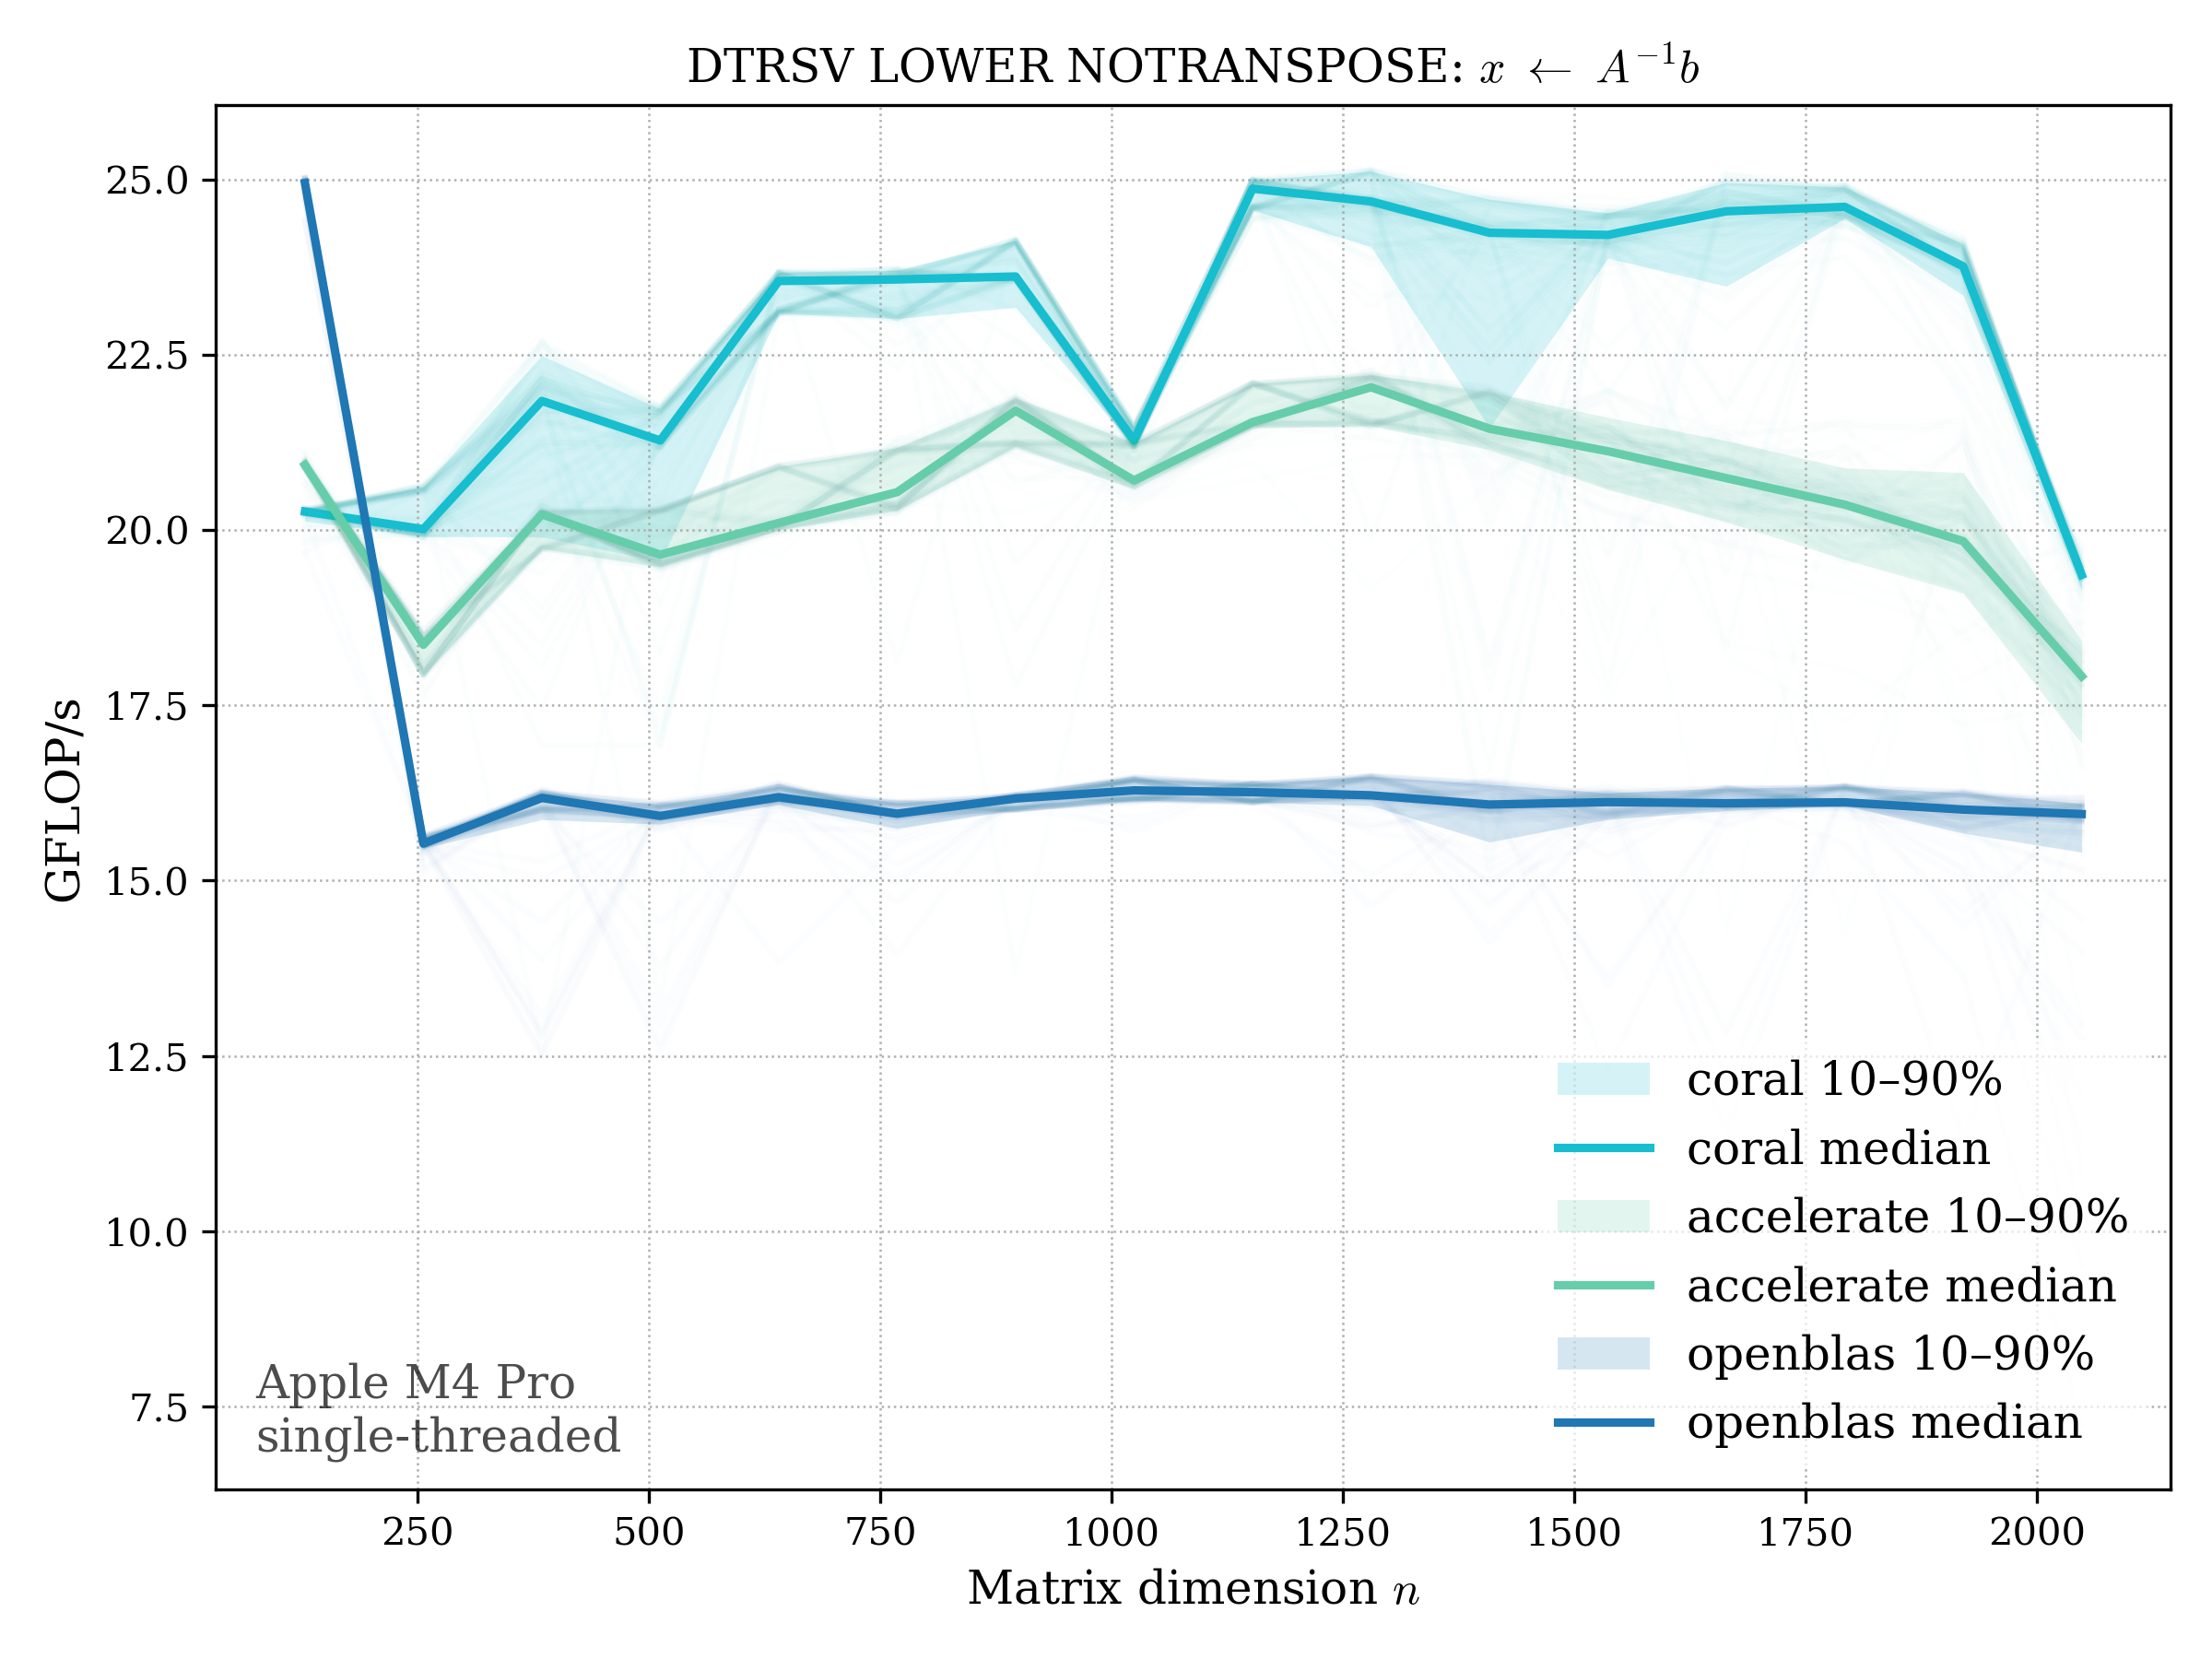 DTRSV LOWER NOTRANSPOSE: x ← A⁻¹b
GFLOP/s
25.0
22.5
20.0
17.5
15.0
12.5
10.0
7.5
coral 10–90%
coral median
accelerate 10–90%
accelerate median
openblas 10–90%
openblas median
Apple M4 Pro
single-threaded
250 500 750 1000 1250 1500 1750 2000
Matrix dimension n